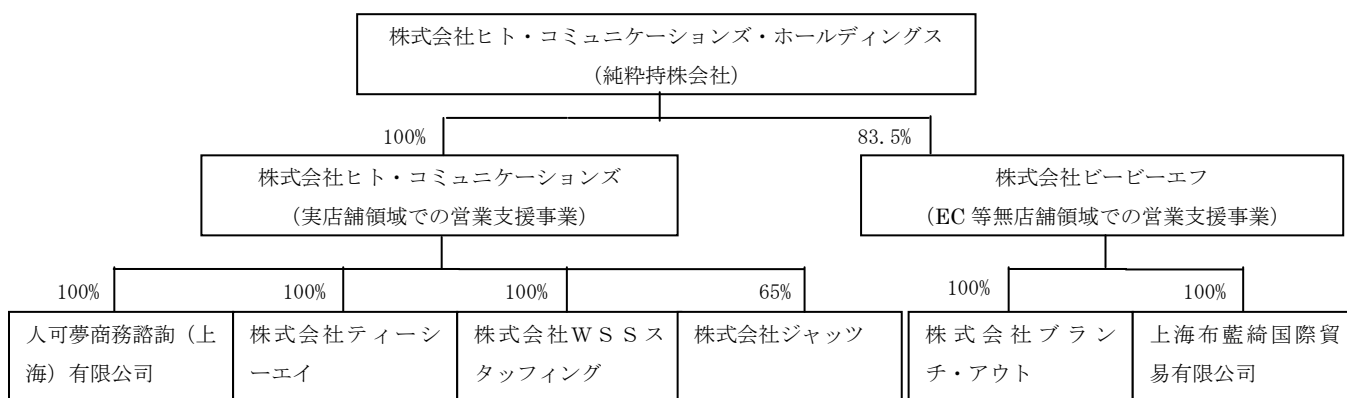 株式会社ヒト・コミュニケーションズ・ホールディングス
(純粋持株会社)
100%
83.5%
株式会社ヒト・コミュニケーションズ
(実店舗領域での営業支援事業)
株式会社ビービーエフ
(EC 等無店舗領域での営業支援事業)
100%
100%
100%
65%
100%
100%
人可夢商務諮詢(上
海)有限公司
株式会社ティーシ
ーエイ
株式会社WSSス
タッフィング
株式会社ジャッツ
株式会社ブラン
チ・アウト
上海布藍綺国際貿
易有限公司